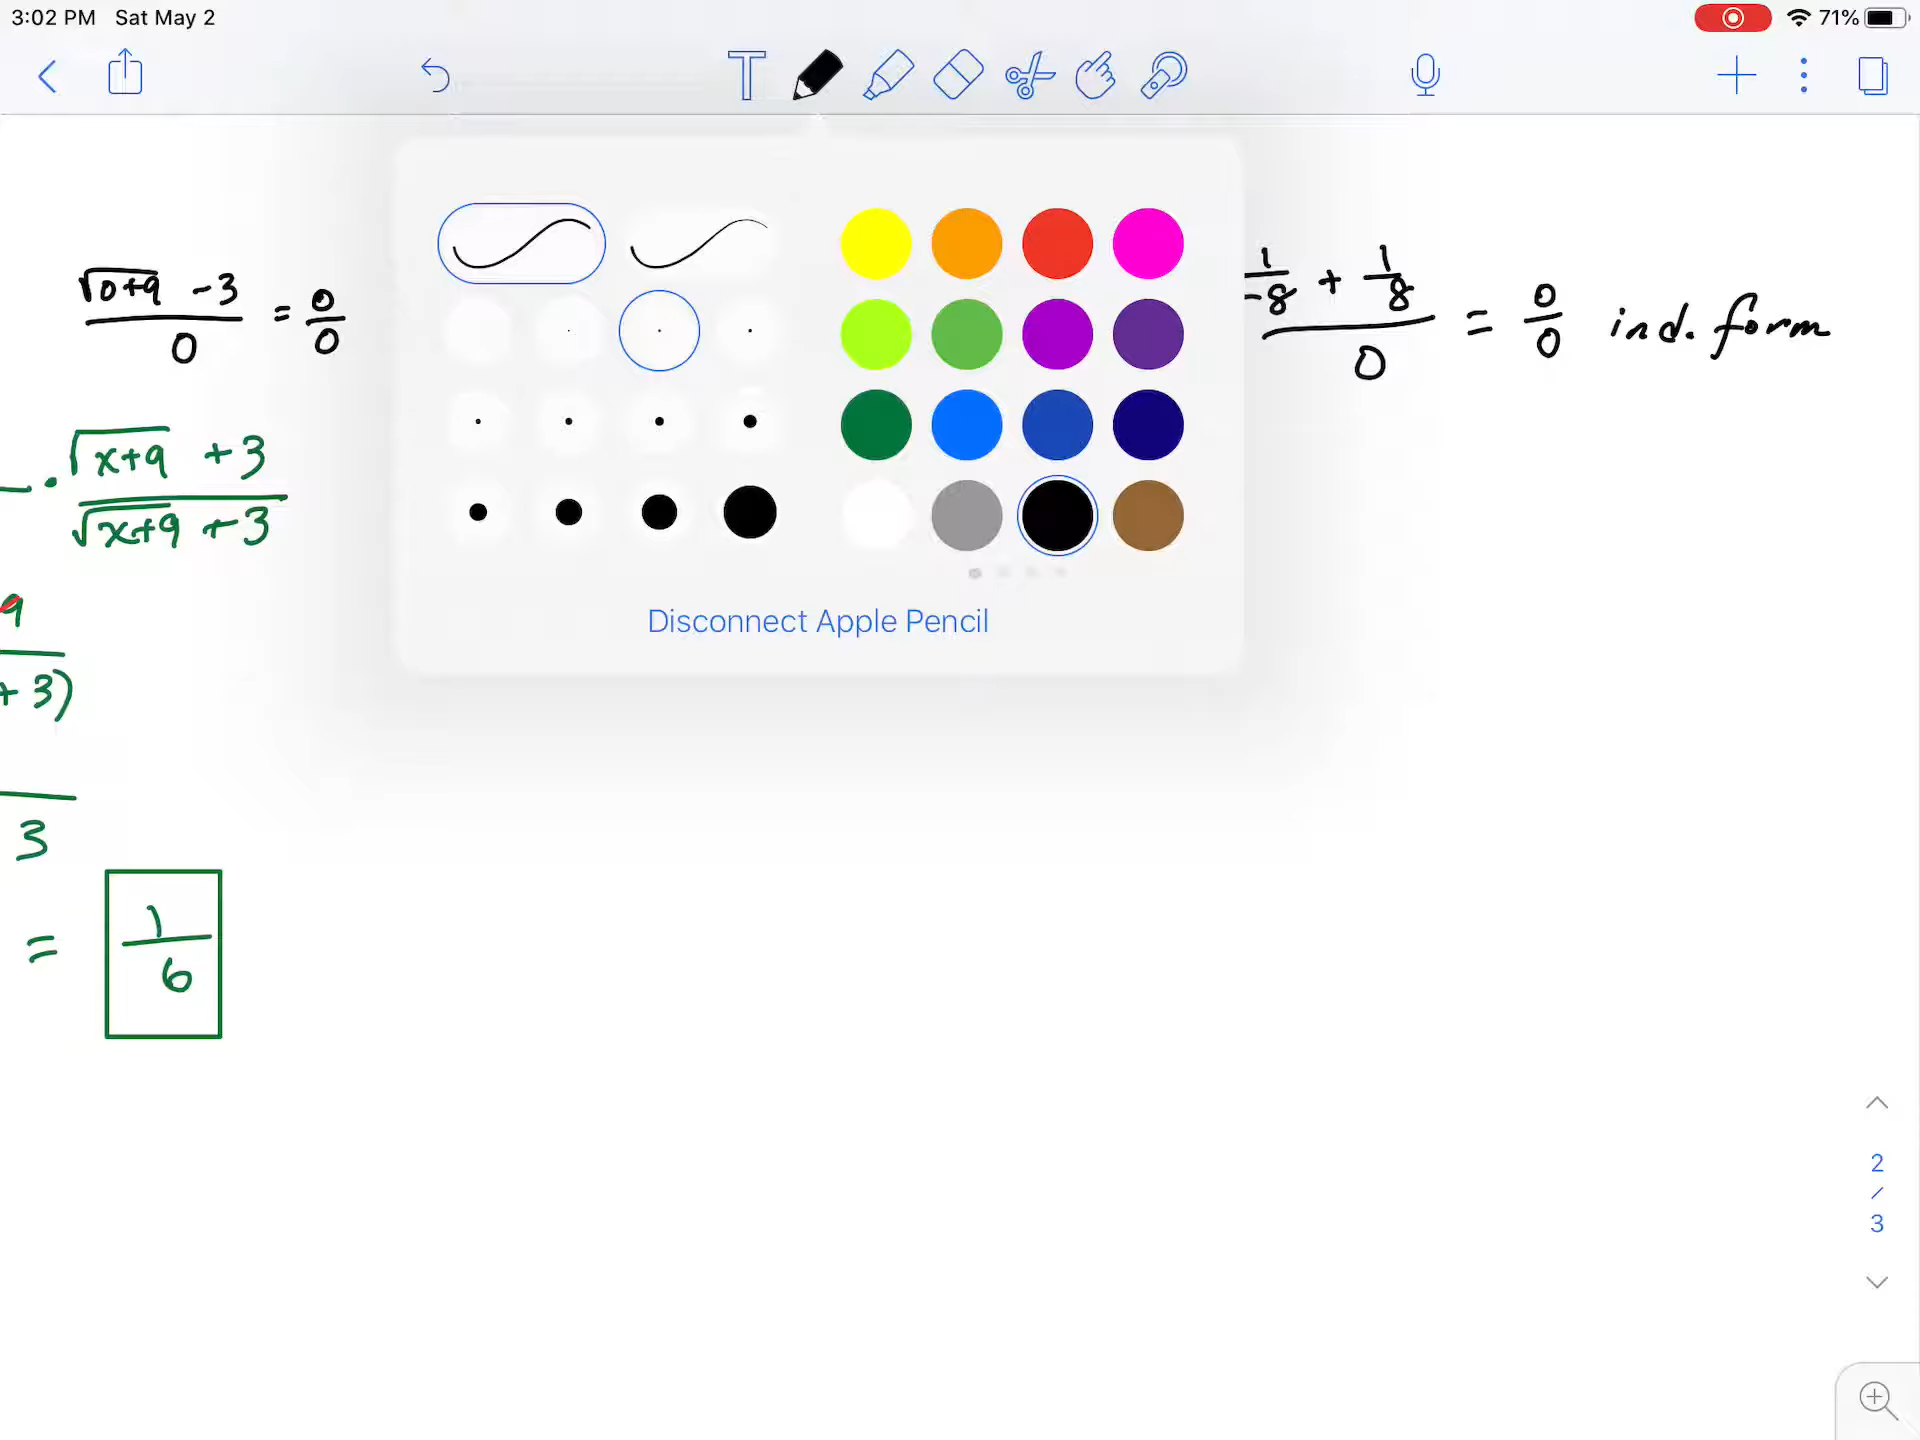 3:02 PM Sat May 2
71%
T
√0+9 - 3 / 0 = 0/0
1/-8 + 1/8 / 0 = 0/0 ind. form
. √x+9 + 3 / √x+9 + 3
9
+ 3)
3
= 1/6
Disconnect Apple Pencil
2
/
3